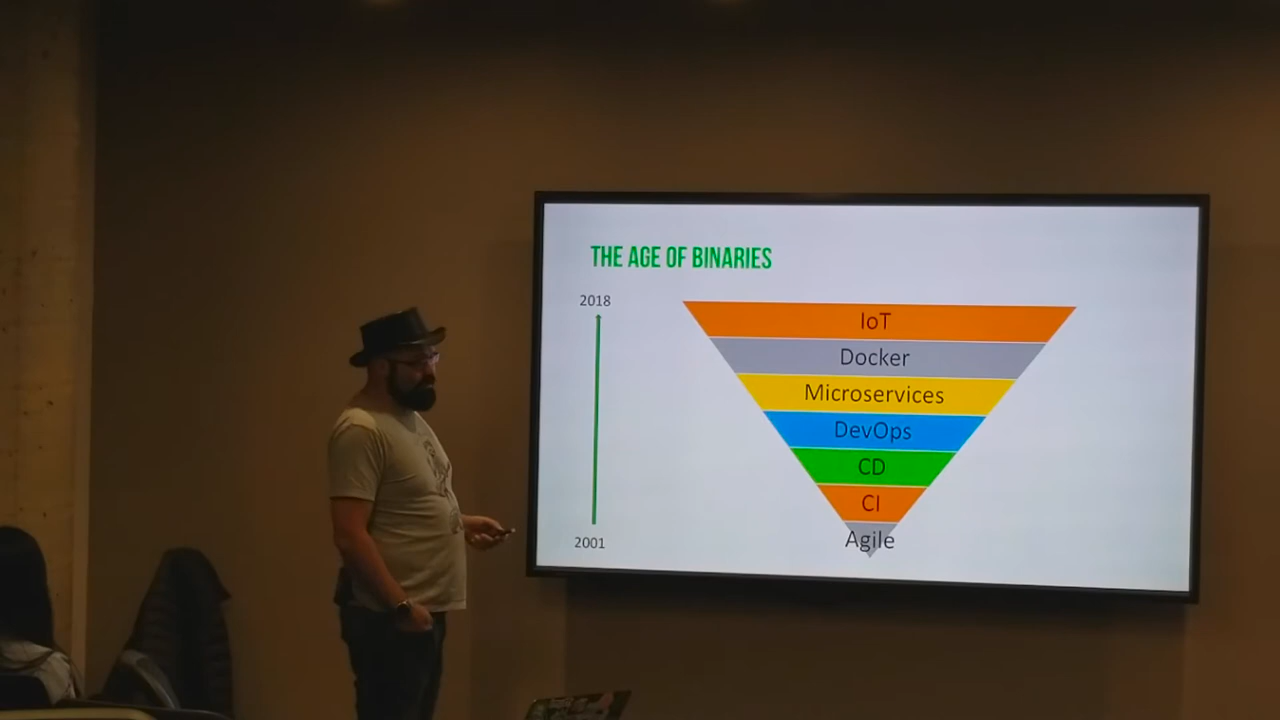 THE AGE OF BINARIES
2018
IoT
Docker
Microservices
DevOps
CD
CI
Agile
2001